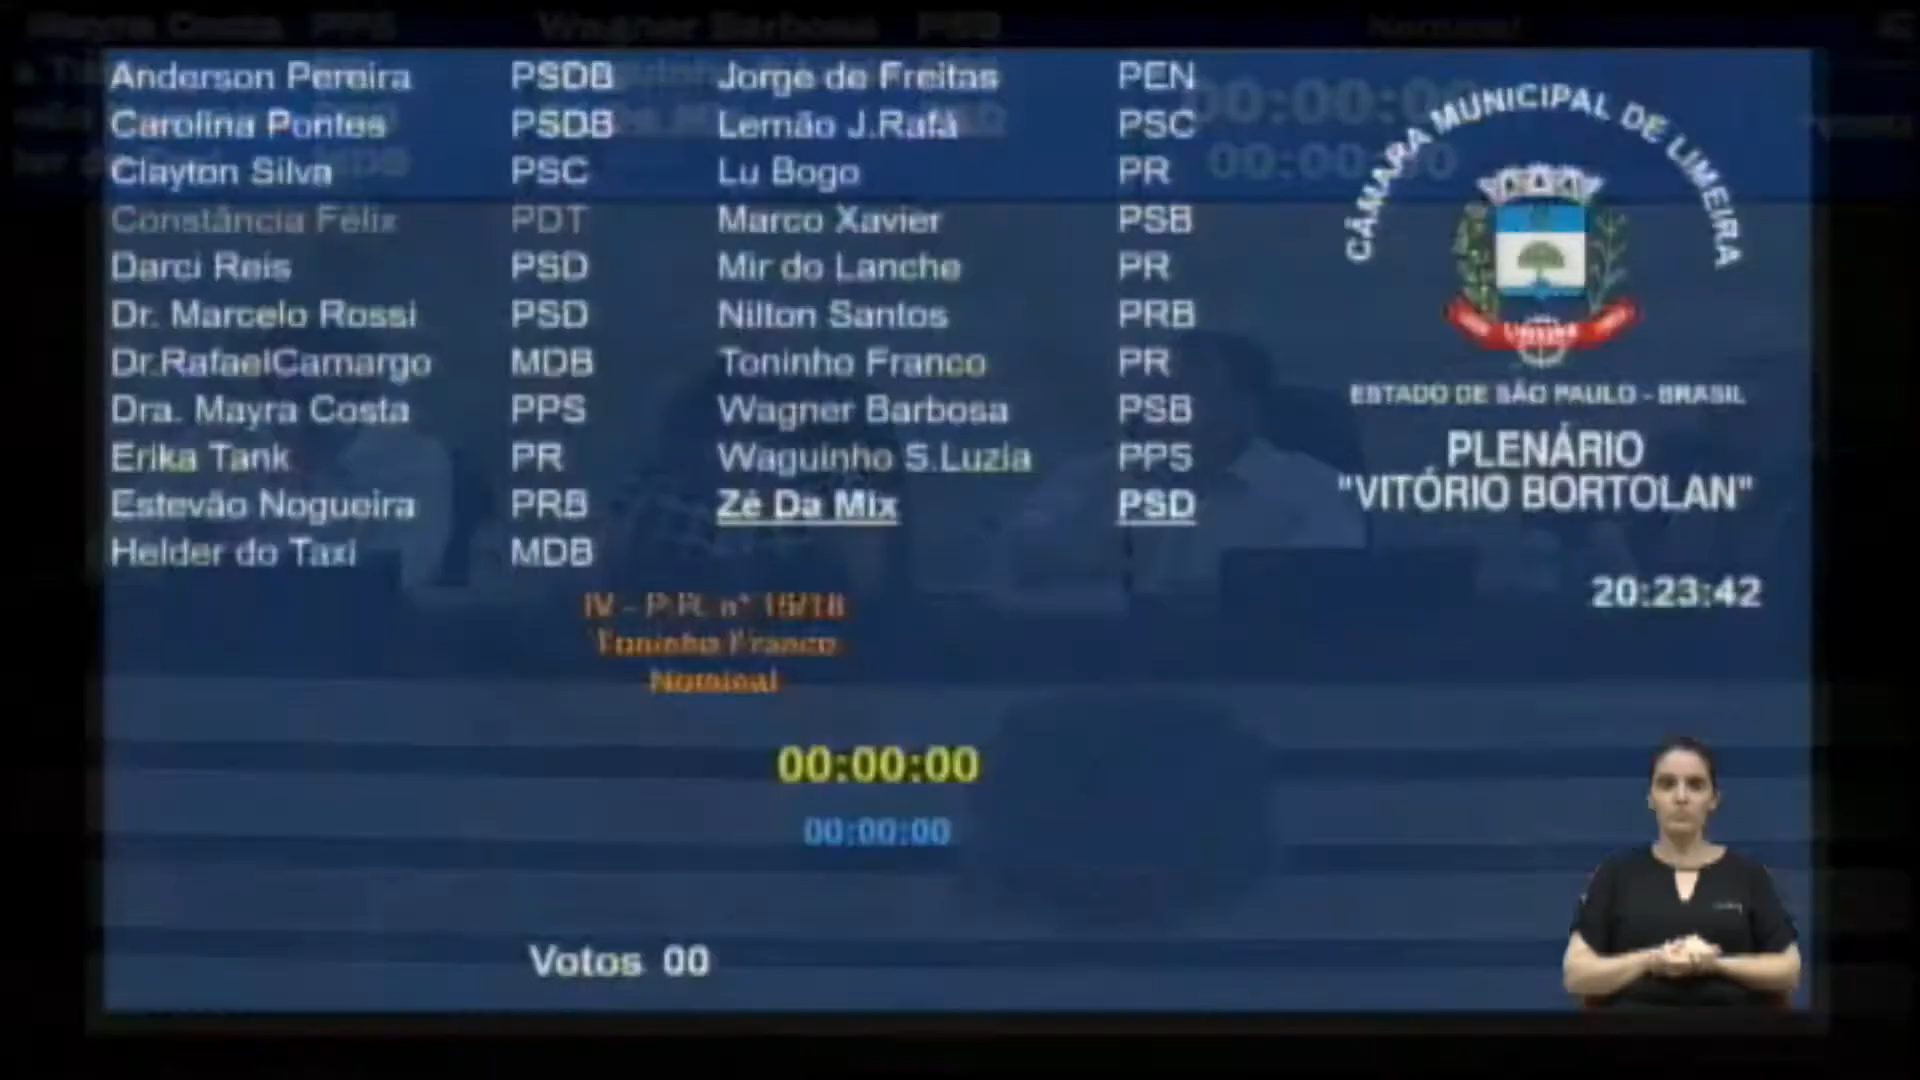 Anderson Pereira PSDB Jorge de Freitas PEN
Carolina Pontes PSDB Lemão J.Rafá PSC
Clayton Silva PSC Lu Bogo PR
Constância Félix PDT Marco Xavier PSB
Darci Reis PSD Mir do Lanche PR
Dr. Marcelo Rossi PSD Nilton Santos PRB
Dr.RafaelCamargo MDB Toninho Franco PR
Dra. Mayra Costa PPS Wagner Barbosa PSB
Erika Tank PR Waguinho S.Luzia PPS
Estevão Nogueira PRB Zé Da Mix PSD
Helder do Taxi MDB
IV - P.R. nº 15/18
Toninho Franco
Nominal
00:00:00
00:00:00
Votos 00
CÂMARA MUNICIPAL DE LIMEIRA
ESTADO DE SÃO PAULO - BRASIL
PLENÁRIO
"VITÓRIO BORTOLAN"
20:23:42